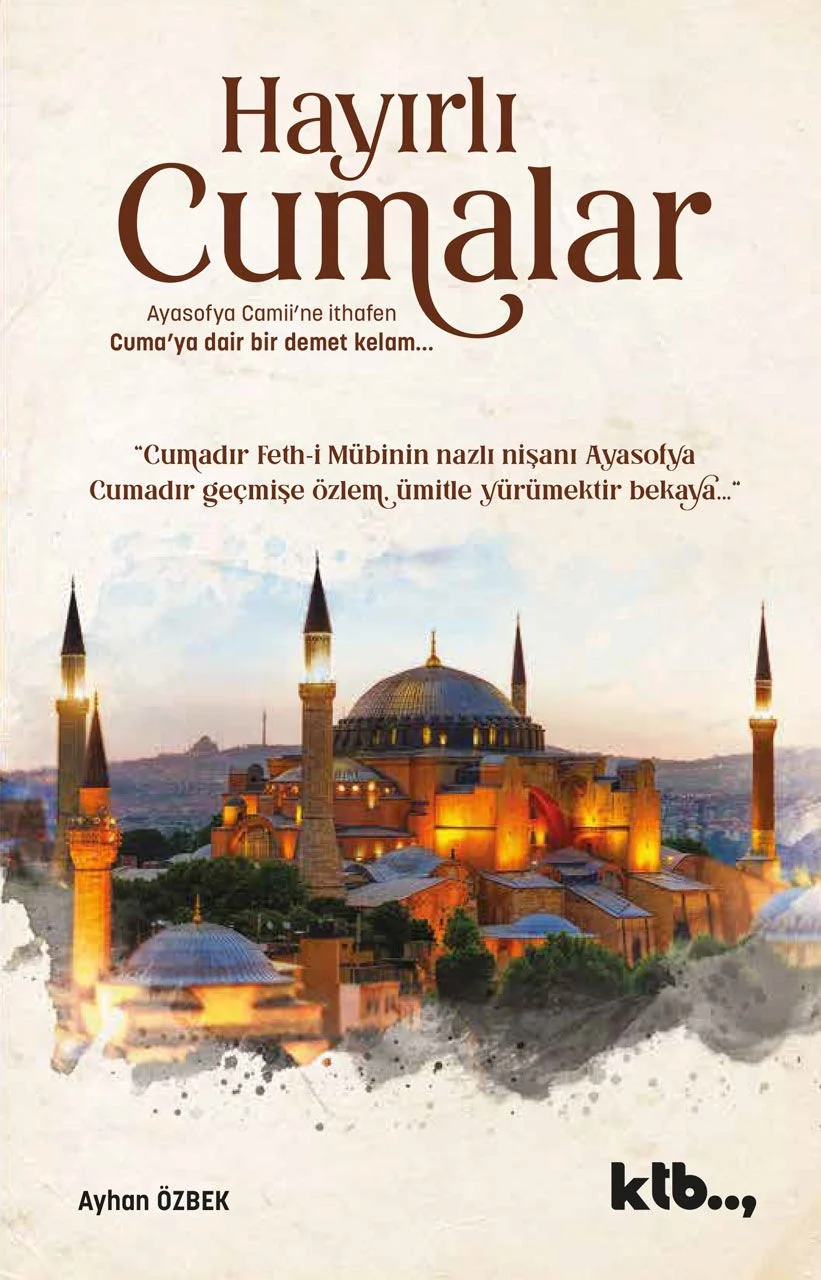 Hayırlı
Cumalar
Ayasofya Camii’ne ithafen
Cuma’ya dair bir demet kelam...
“Cumadır Feth-i Mübinin nazlı nişanı Ayasofya
Cumadır geçmişe özlem, ümitle yürümektir bekaya...“
Ayhan ÖZBEK
ktb..,